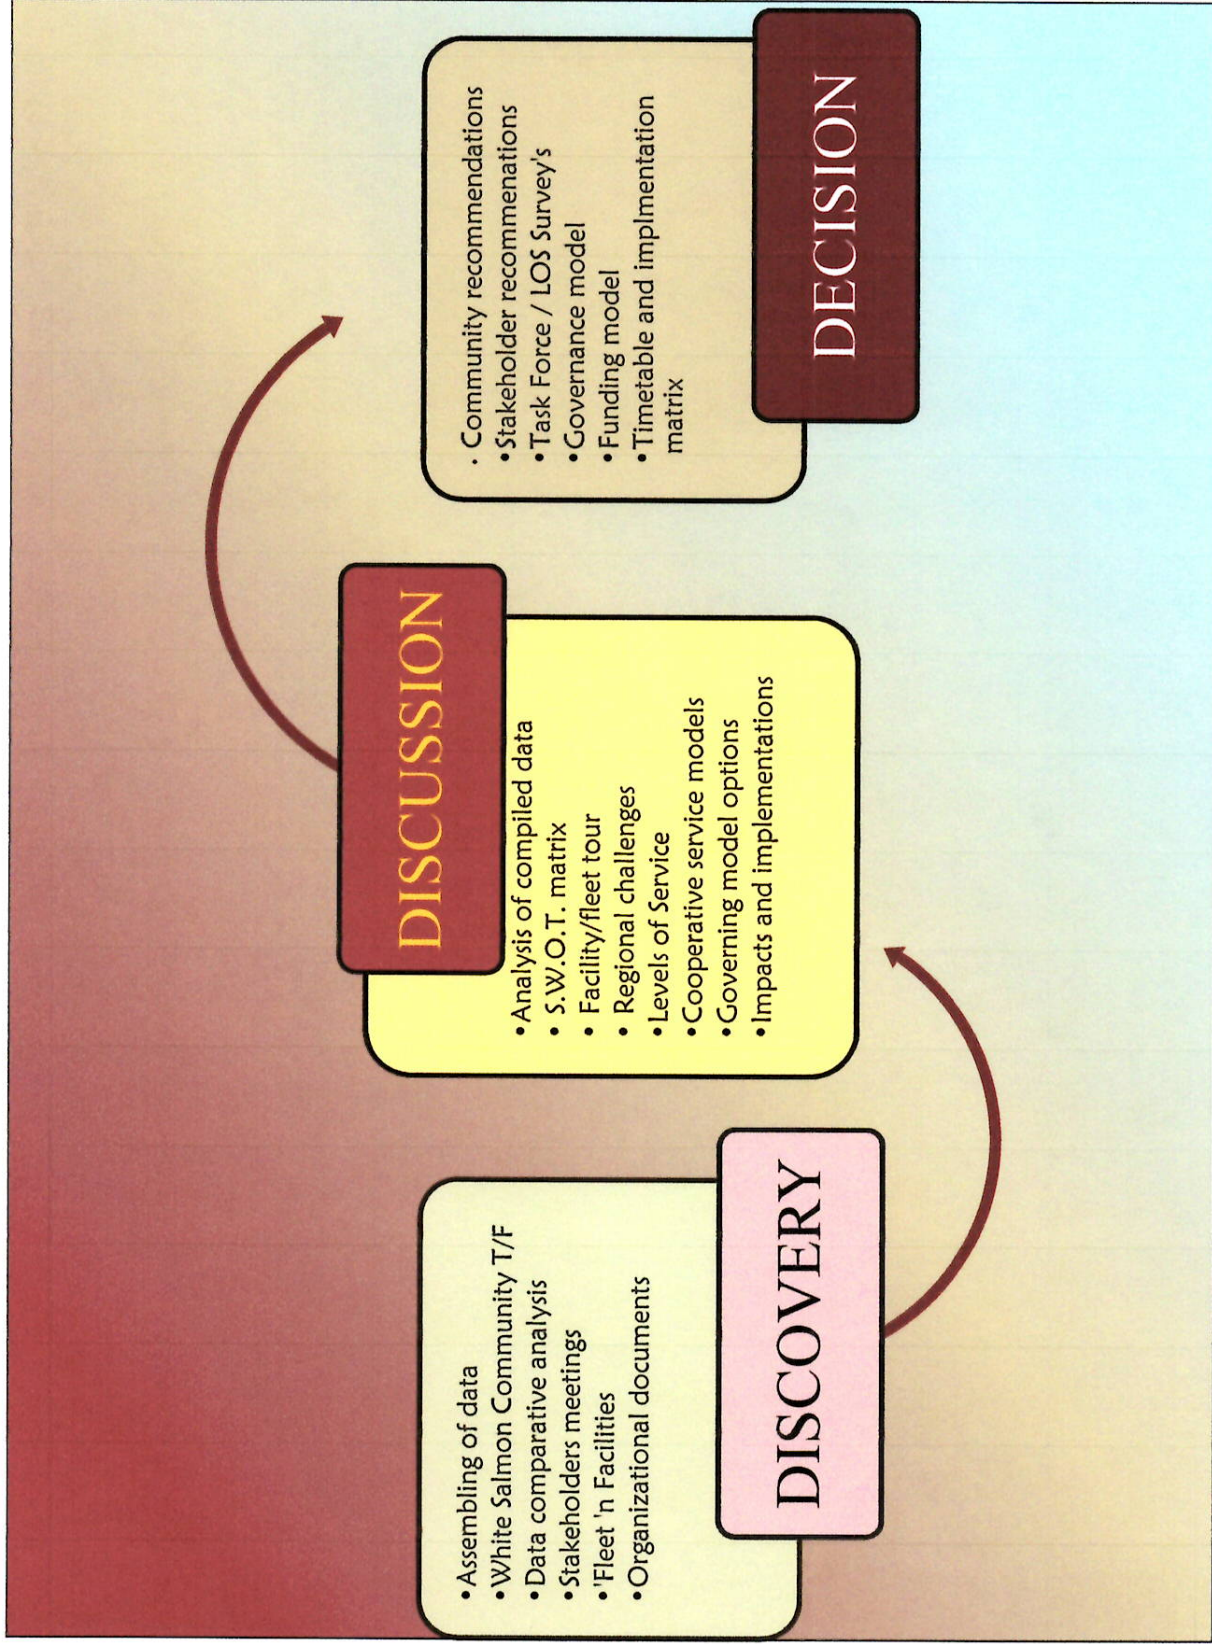 •Assembling of data
•White Salmon Community T/F
•Data comparative analysis
•Stakeholders meetings
•'Fleet 'n Facilities
•Organizational documents
DISCOVERY
DISCUSSION
•Analysis of compiled data
• S.W.O.T. matrix
• Facility/fleet tour
• Regional challenges
•Levels of Service
•Cooperative service models
•Governing model options
•Impacts and implementations
· Community recommendations
•Stakeholder recommenations
•Task Force / LOS Survey's
•Governance model
•Funding model
•Timetable and implmentation
matrix
DECISION